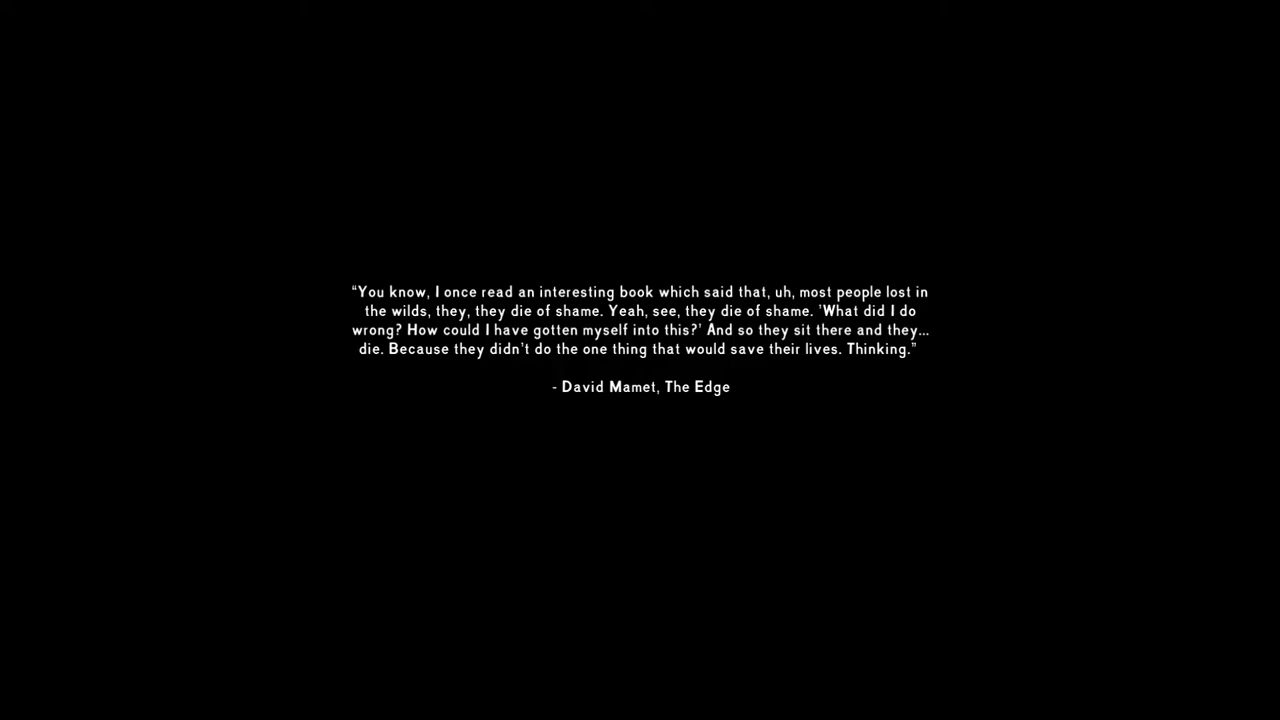 “You know, I once read an interesting book which said that, uh, most people lost in
the wilds, they, they die of shame. Yeah, see, they die of shame. 'What did I do
wrong? How could I have gotten myself into this?' And so they sit there and they...
die. Because they didn't do the one thing that would save their lives. Thinking.”
- David Mamet, The Edge